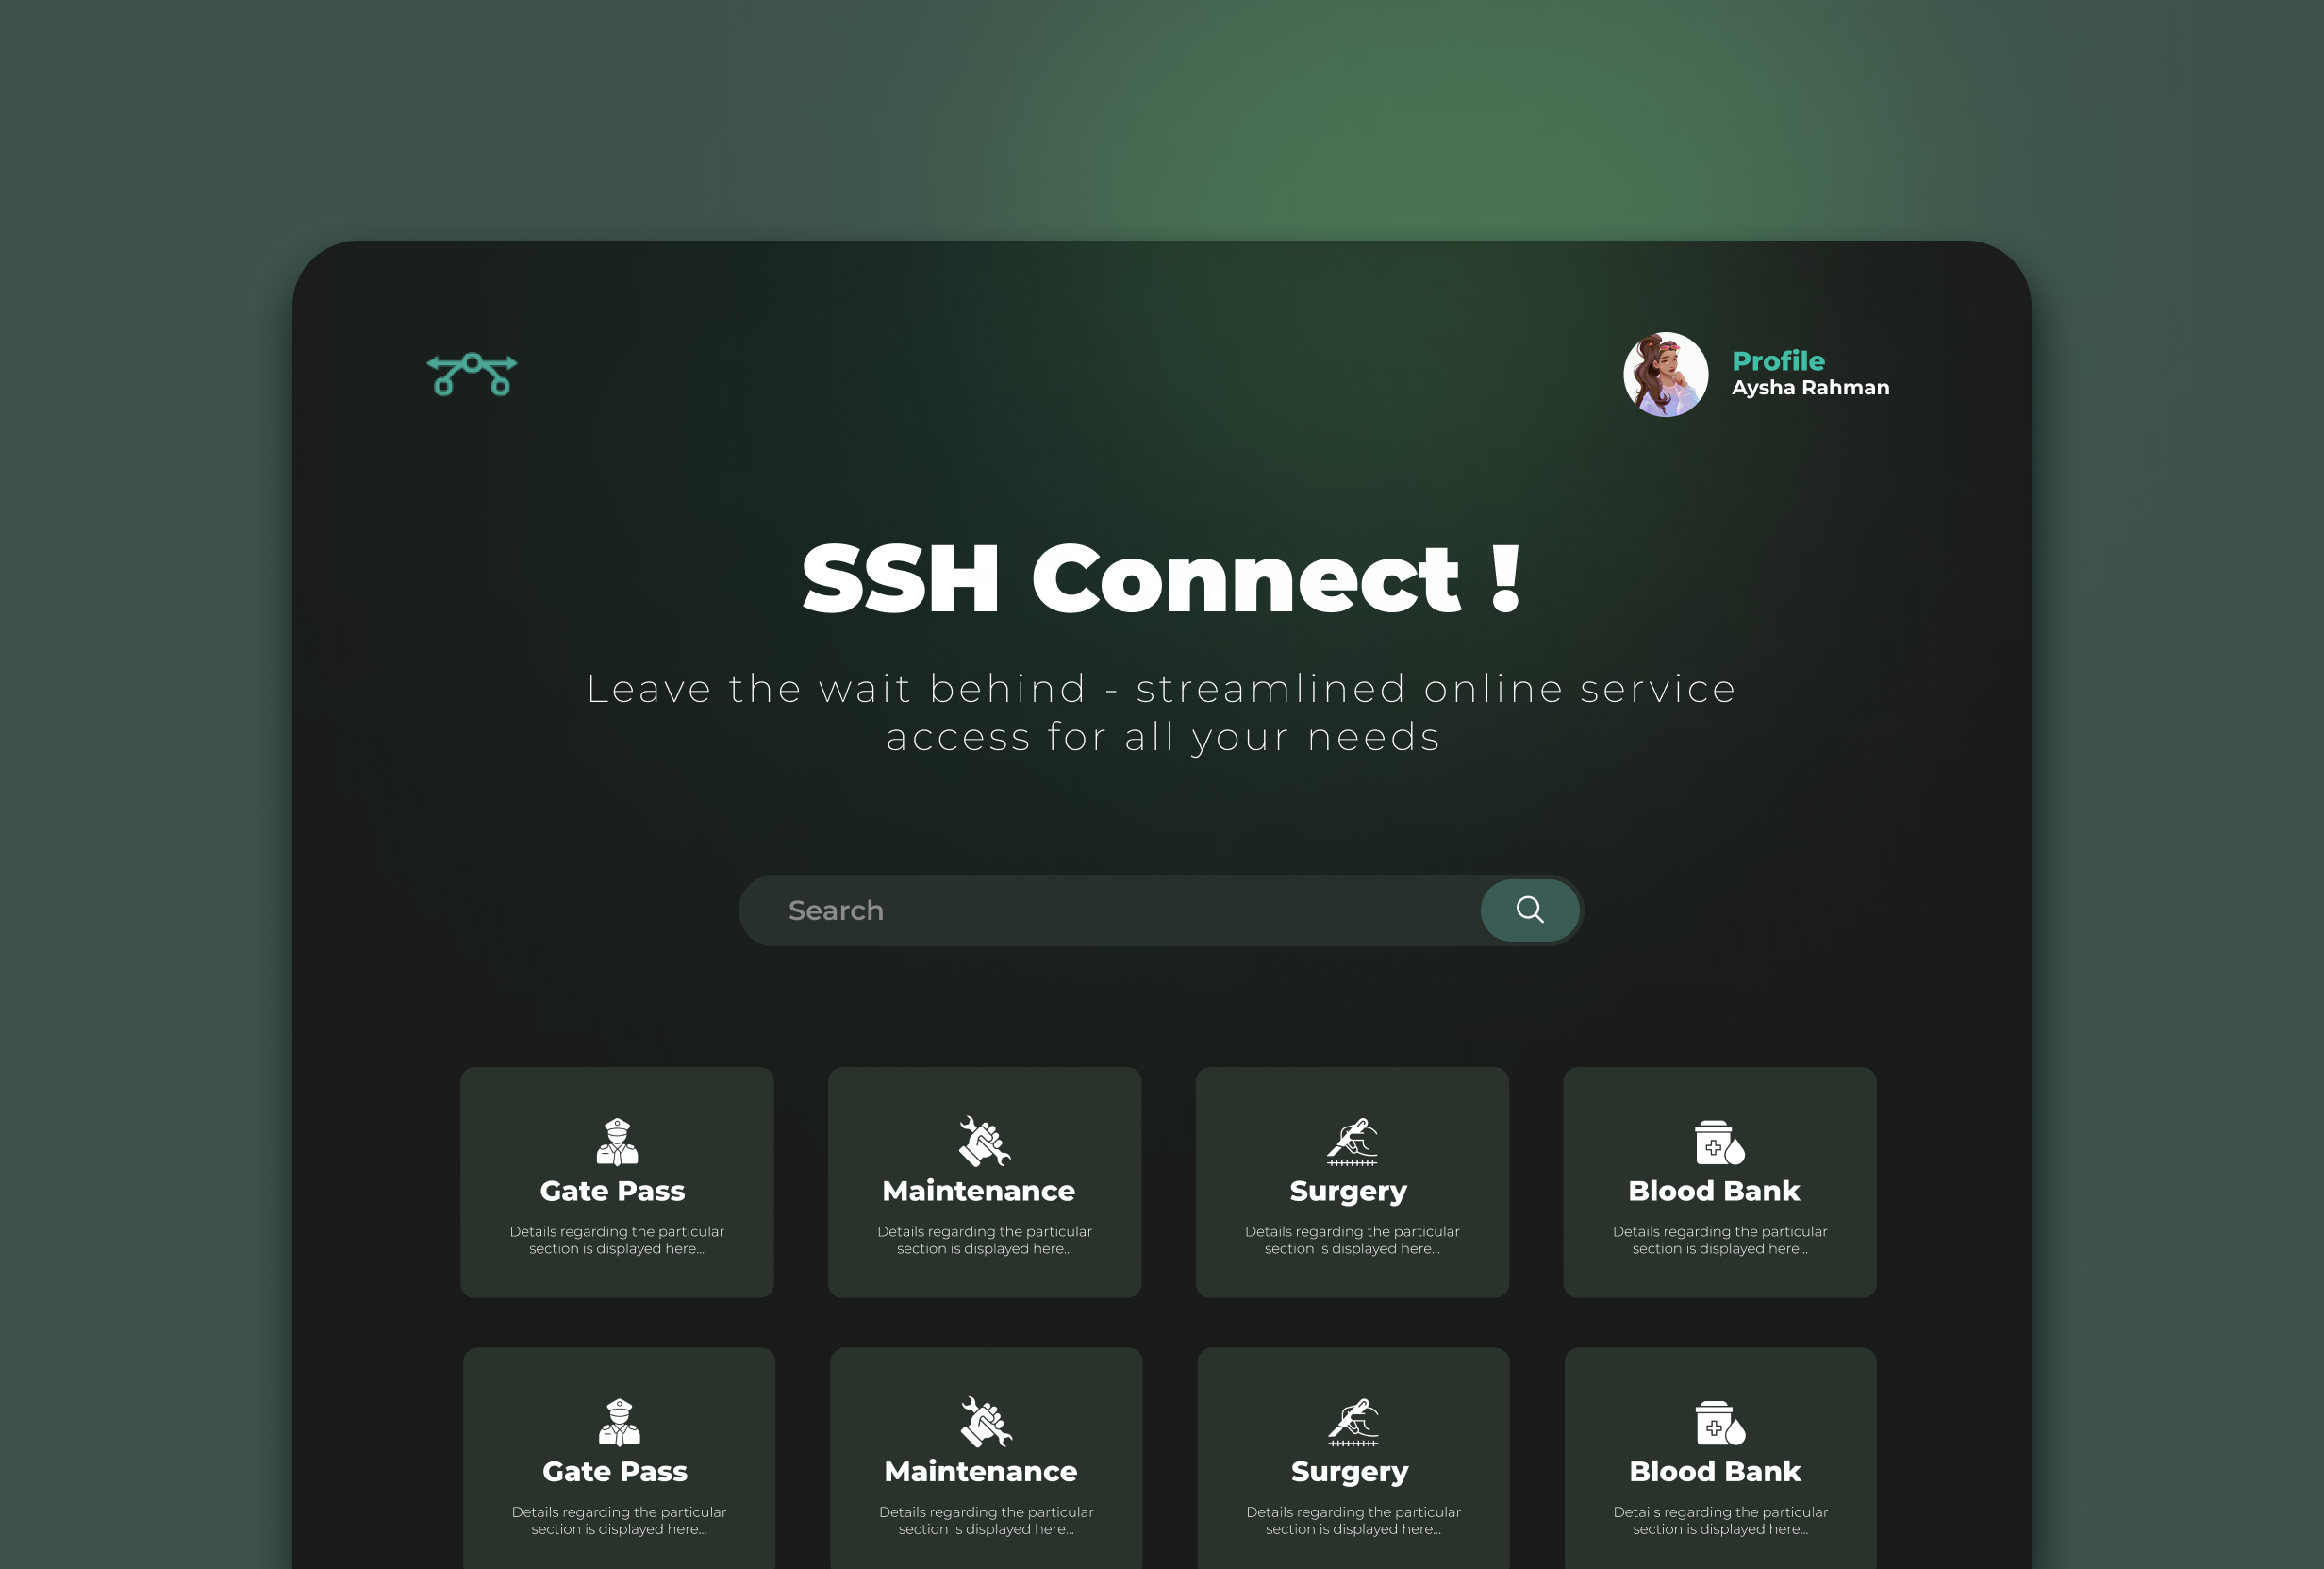 Profile
Aysha Rahman
SSH Connect !
Leave the wait behind - streamlined online service
access for all your needs
Search
Gate Pass
Details regarding the particular
section is displayed here...
Maintenance
Details regarding the particular
section is displayed here...
Surgery
Details regarding the particular
section is displayed here...
Blood Bank
Details regarding the particular
section is displayed here...
Gate Pass
Details regarding the particular
section is displayed here...
Maintenance
Details regarding the particular
section is displayed here...
Surgery
Details regarding the particular
section is displayed here...
Blood Bank
Details regarding the particular
section is displayed here...